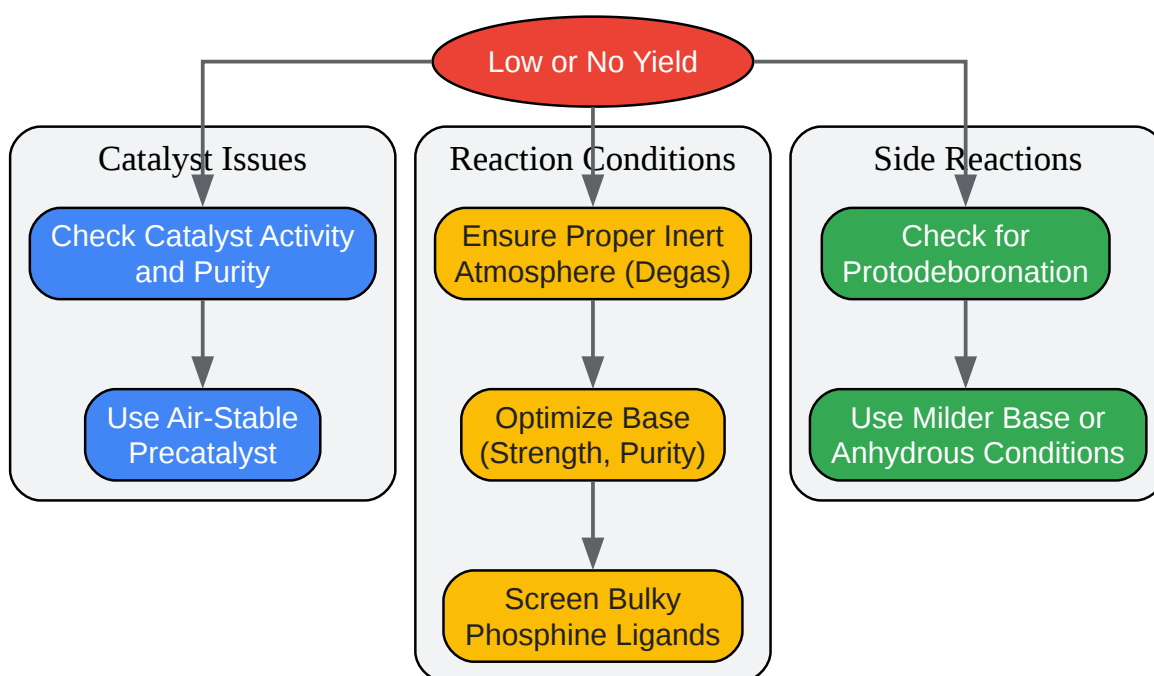 Low or No Yield
Catalyst Issues
Check Catalyst Activity
and Purity
Use Air-Stable
Precatalyst
Reaction Conditions
Ensure Proper Inert
Atmosphere (Degas)
Optimize Base
(Strength, Purity)
Screen Bulky
Phosphine Ligands
Side Reactions
Check for
Protodeboronation
Use Milder Base or
Anhydrous Conditions